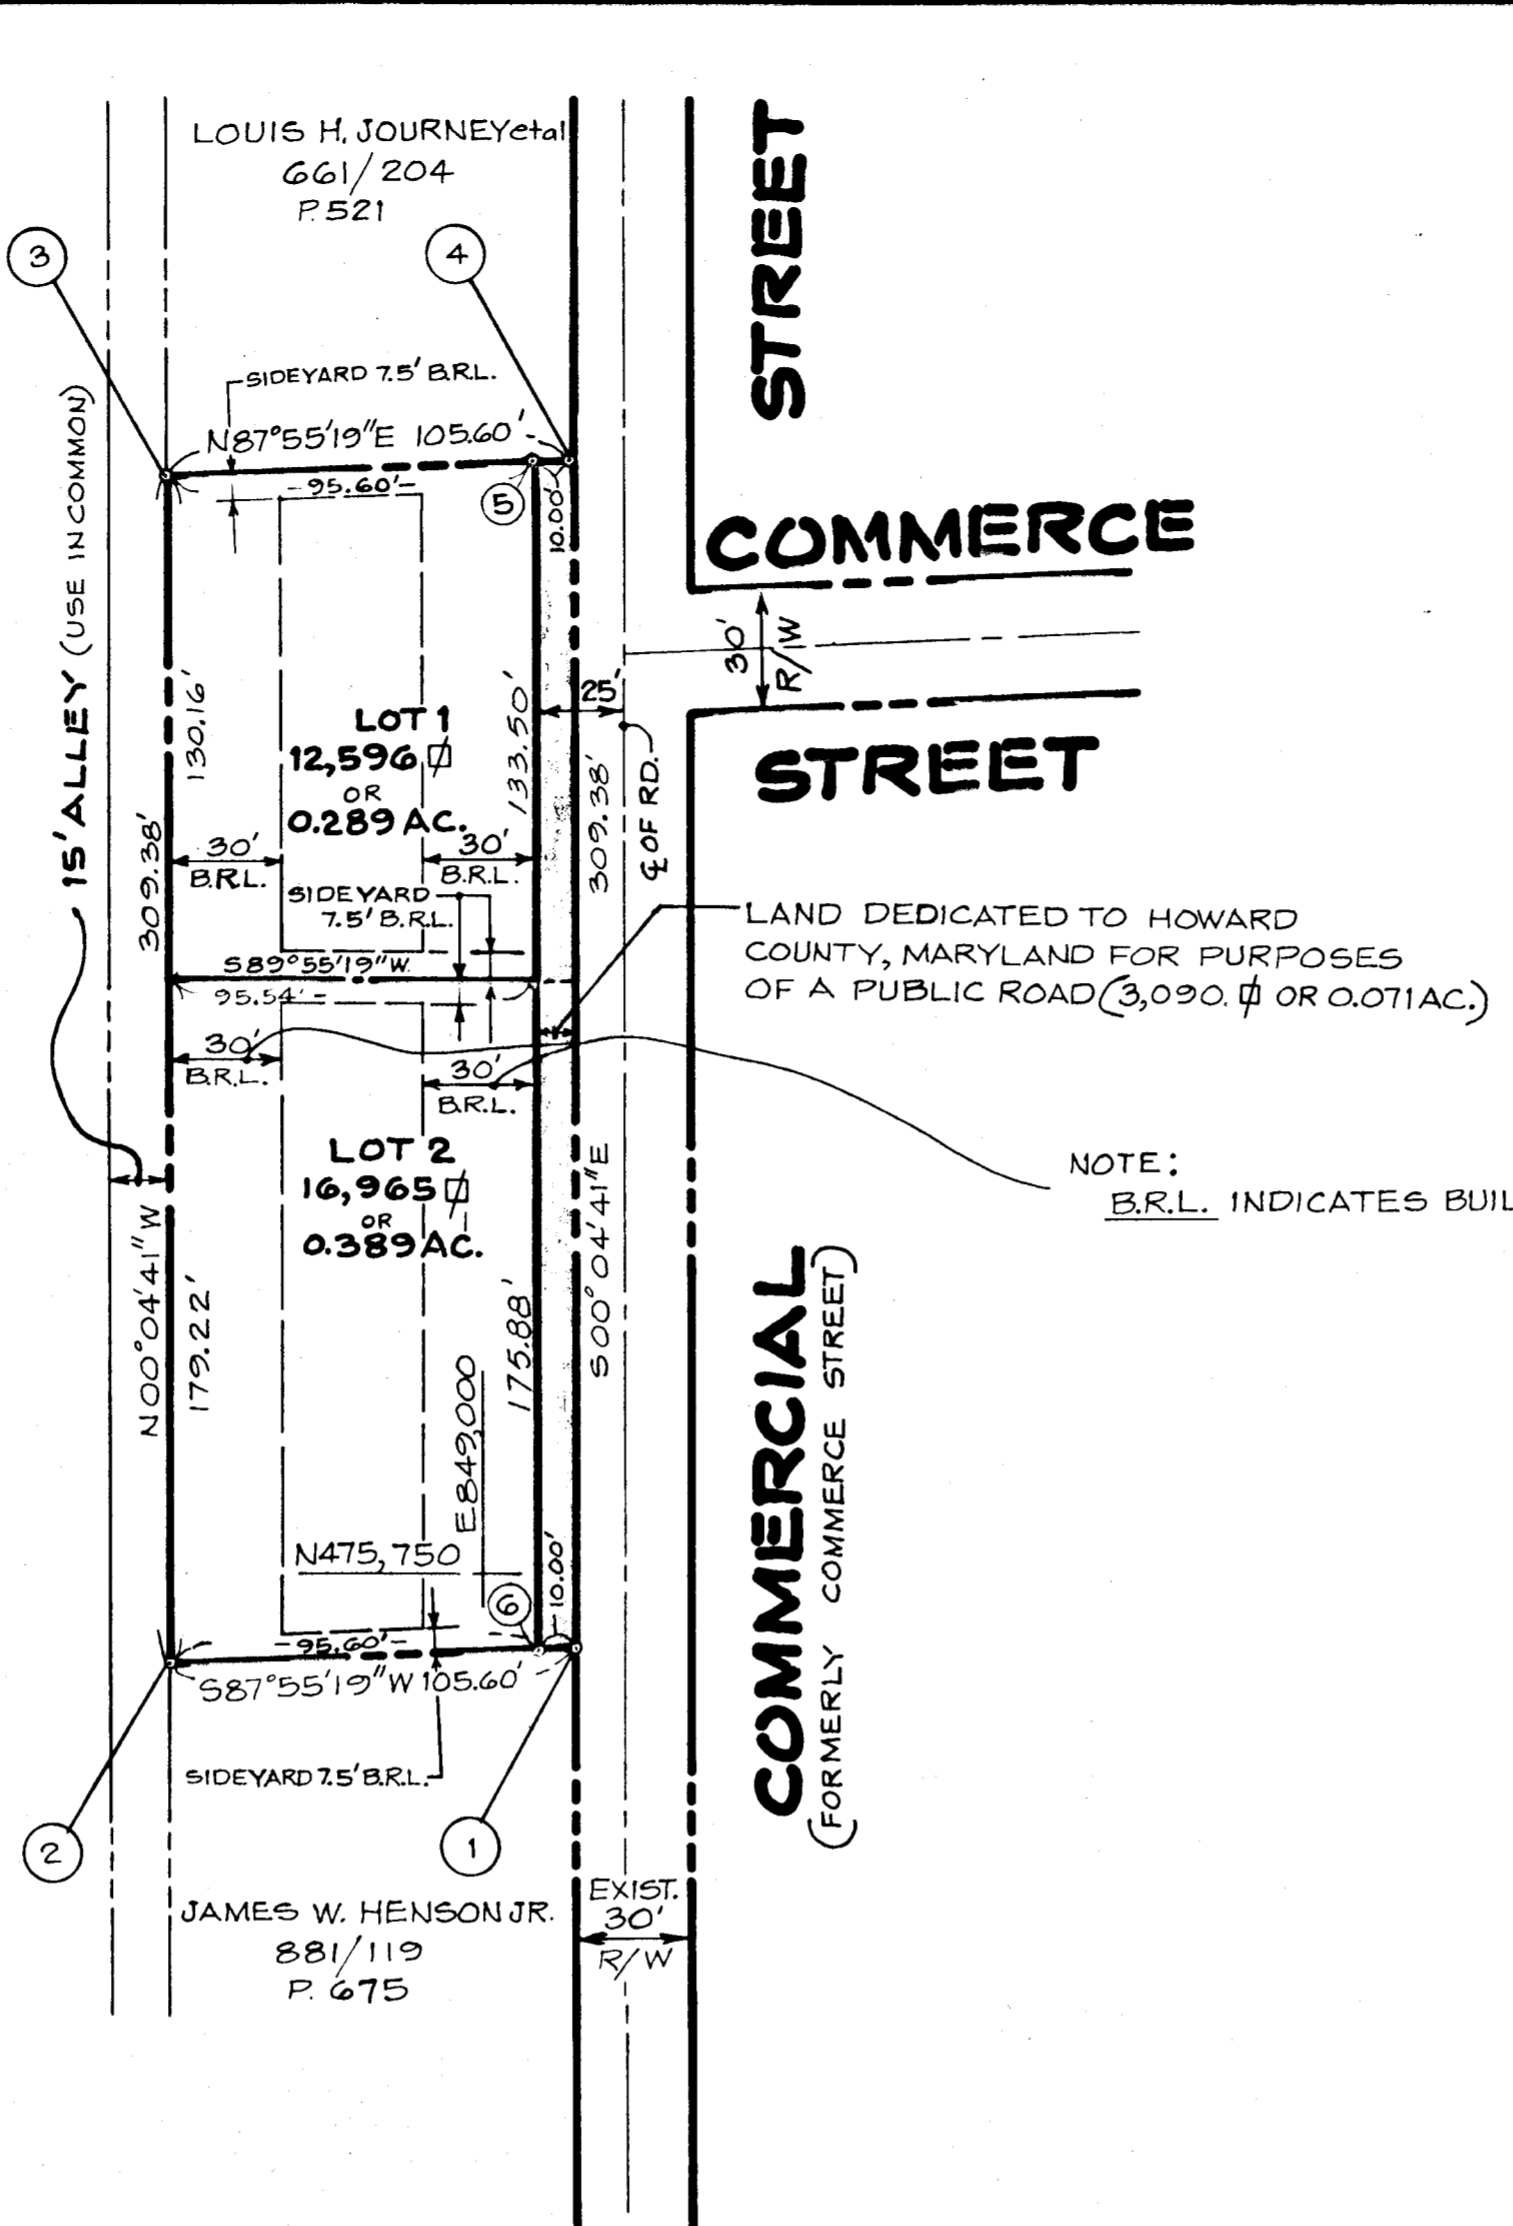 LOUIS H. JOURNEY etal
661/204
P. 521
STREET
3
4
SIDEYARD 7.5' B.R.L.
N87°55'19"E 105.60'
95.60'
5
10.00'
COMMERCE
30'
R/W
STREET
15' ALLEY (USE IN COMMON)
130.16'
309.38'
LOT 1
12,596
OR
0.289 AC.
133.50'
25'
309.38'
℄ OF RD.
30'
B.R.L.
30'
B.R.L.
SIDEYARD
7.5' B.R.L.
S89°55'19"W
95.54'
LAND DEDICATED TO HOWARD
COUNTY, MARYLAND FOR PURPOSES
OF A PUBLIC ROAD (3,090. OR 0.071 AC.)
30'
B.R.L.
30'
B.R.L.
LOT 2
16,965
OR
0.389 AC.
NOTE:
B.R.L. INDICATES BUIL
N00°04'41"W
179.22'
175.88'
S00°04'41"E
E849,000
N475,750
10.00'
6
95.60'
S87°55'19"W 105.60'
SIDEYARD 7.5' B.R.L.
2
1
COMMERCIAL
(FORMERLY COMMERCE STREET)
JAMES W. HENSON JR.
881/119
P. 675
EXIST.
30'
R/W